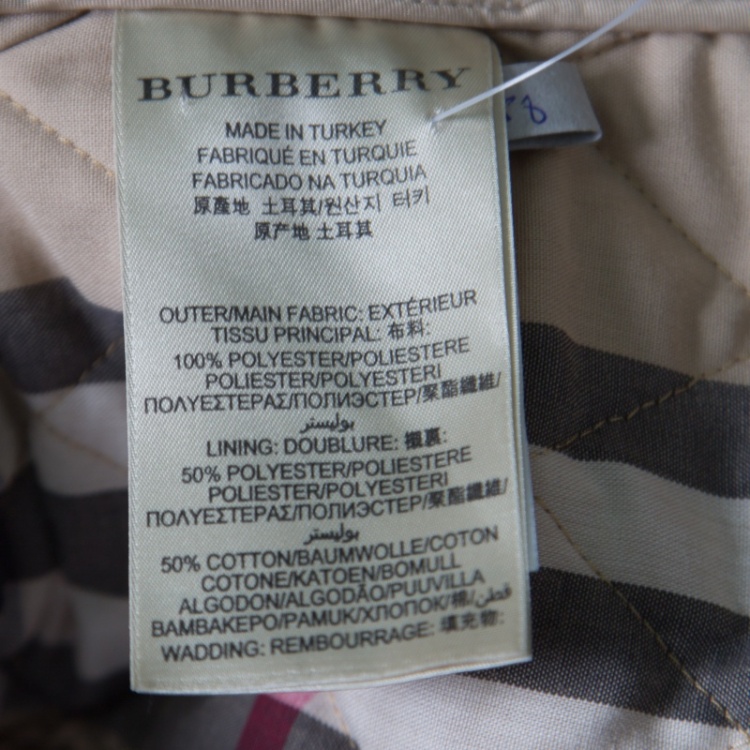 BURBERRY
58
MADE IN TURKEY
FABRIQUÉ EN TURQUIE
FABRICADO NA TURQUIA
原產地 土耳其/원산지 터키
原产地 土耳其
OUTER/MAIN FABRIC: EXTÉRIEUR
TISSU PRINCIPAL: 布料:
100% POLYESTER/POLIESTERE
POLIESTER/POLYESTERI
ΠΟΛΥΕΣΤΕΡΑΣ/ПОЛИЭСТЕР/聚酯纖維/
بوليستر
LINING: DOUBLURE: 襯裏:
50% POLYESTER/POLIESTERE
POLIESTER/POLYESTERI
ΠΟΛΥΕΣΤΕΡΑΣ/ПОЛИЭСТЕР/聚酯纖維/
بوليستر
50% COTTON/BAUMWOLLE/COTON
COTONE/KATOEN/BOMULL
ALGODON/ALGODÃO/PUUVILLA
ΒΑΜΒΑΚΕΡΟ/PAMUK/ХЛОПОК/棉/قطن/
WADDING: REMBOURRAGE: 填充物: